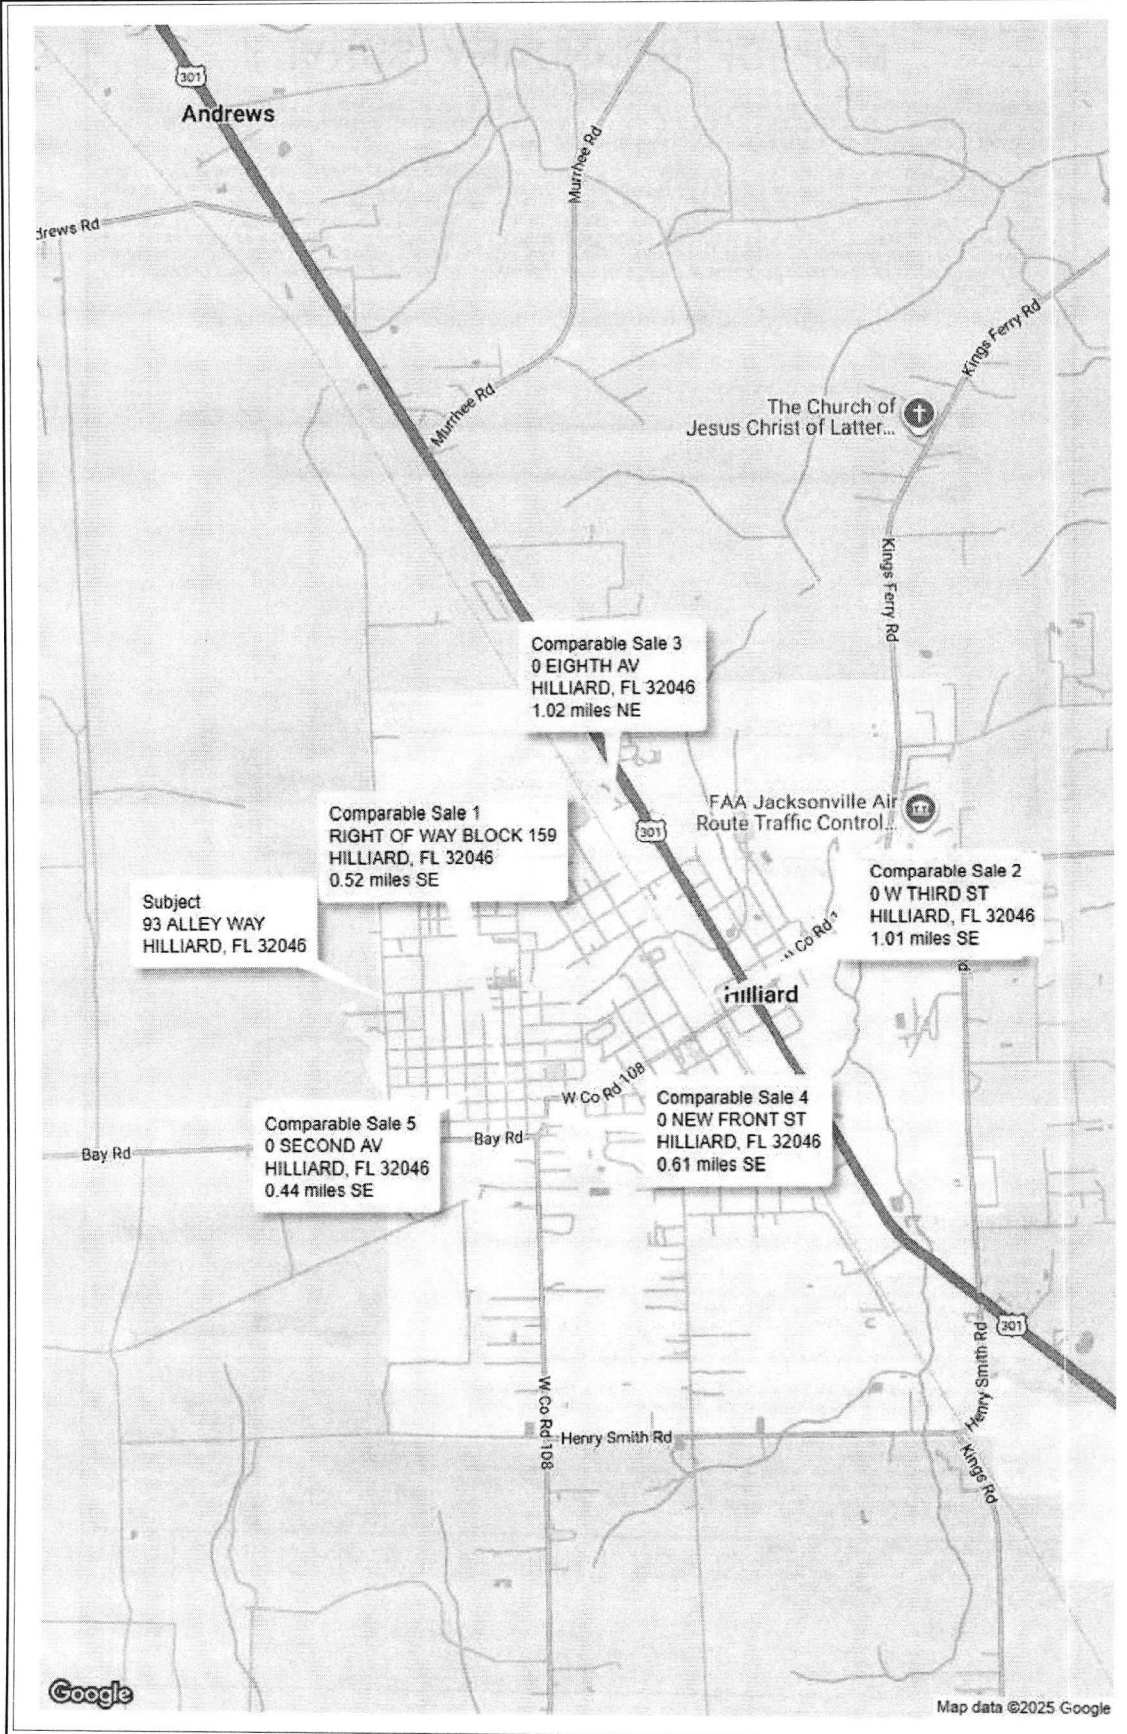 301
Andrews
Murrhee Rd
drews Rd
Kings Ferry Rd
Murrhee Rd
The Church of
Jesus Christ of Latter...
Kings Ferry Rd
Comparable Sale 3
0 EIGHTH AV
HILLIARD, FL 32046
1.02 miles NE
FAA Jacksonville Air
Route Traffic Control...
301
Comparable Sale 1
RIGHT OF WAY BLOCK 159
HILLIARD, FL 32046
0.52 miles SE
Comparable Sale 2
0 W THIRD ST
HILLIARD, FL 32046
1.01 miles SE
Subject
93 ALLEY WAY
HILLIARD, FL 32046
Co Rd
Hilliard
W Co Rd 108
Comparable Sale 4
0 NEW FRONT ST
HILLIARD, FL 32046
0.61 miles SE
Comparable Sale 5
0 SECOND AV
HILLIARD, FL 32046
0.44 miles SE
Bay Rd
Bay Rd
301
Henry Smith Rd
W Co Rd 108
Henry Smith Rd
Kings Rd
Google
Map data ©2025 Google